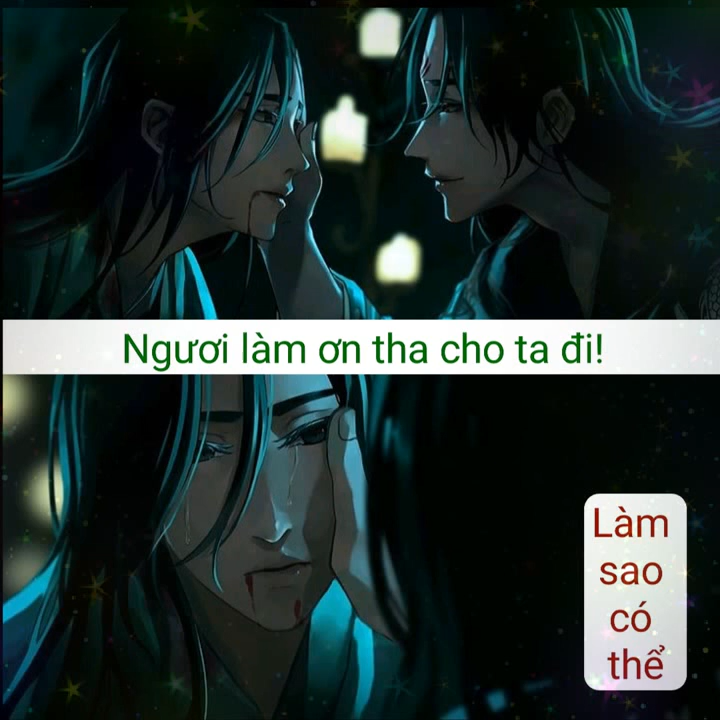 Ngươi làm ơn tha cho ta đi!
Làm
sao
có
thể